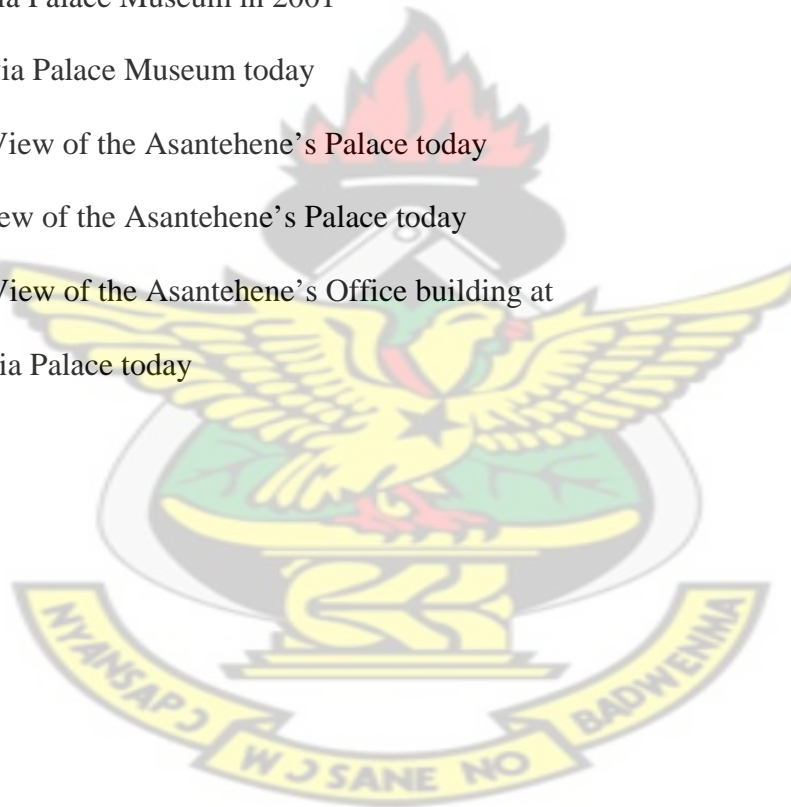 ia Palace Museum in 2001
ia Palace Museum today
View of the Asantehene’s Palace today
ew of the Asantehene’s Palace today
View of the Asantehene’s Office building at
ia Palace today
NYANSAPƆ
WƆSANE NO
BADWENMA